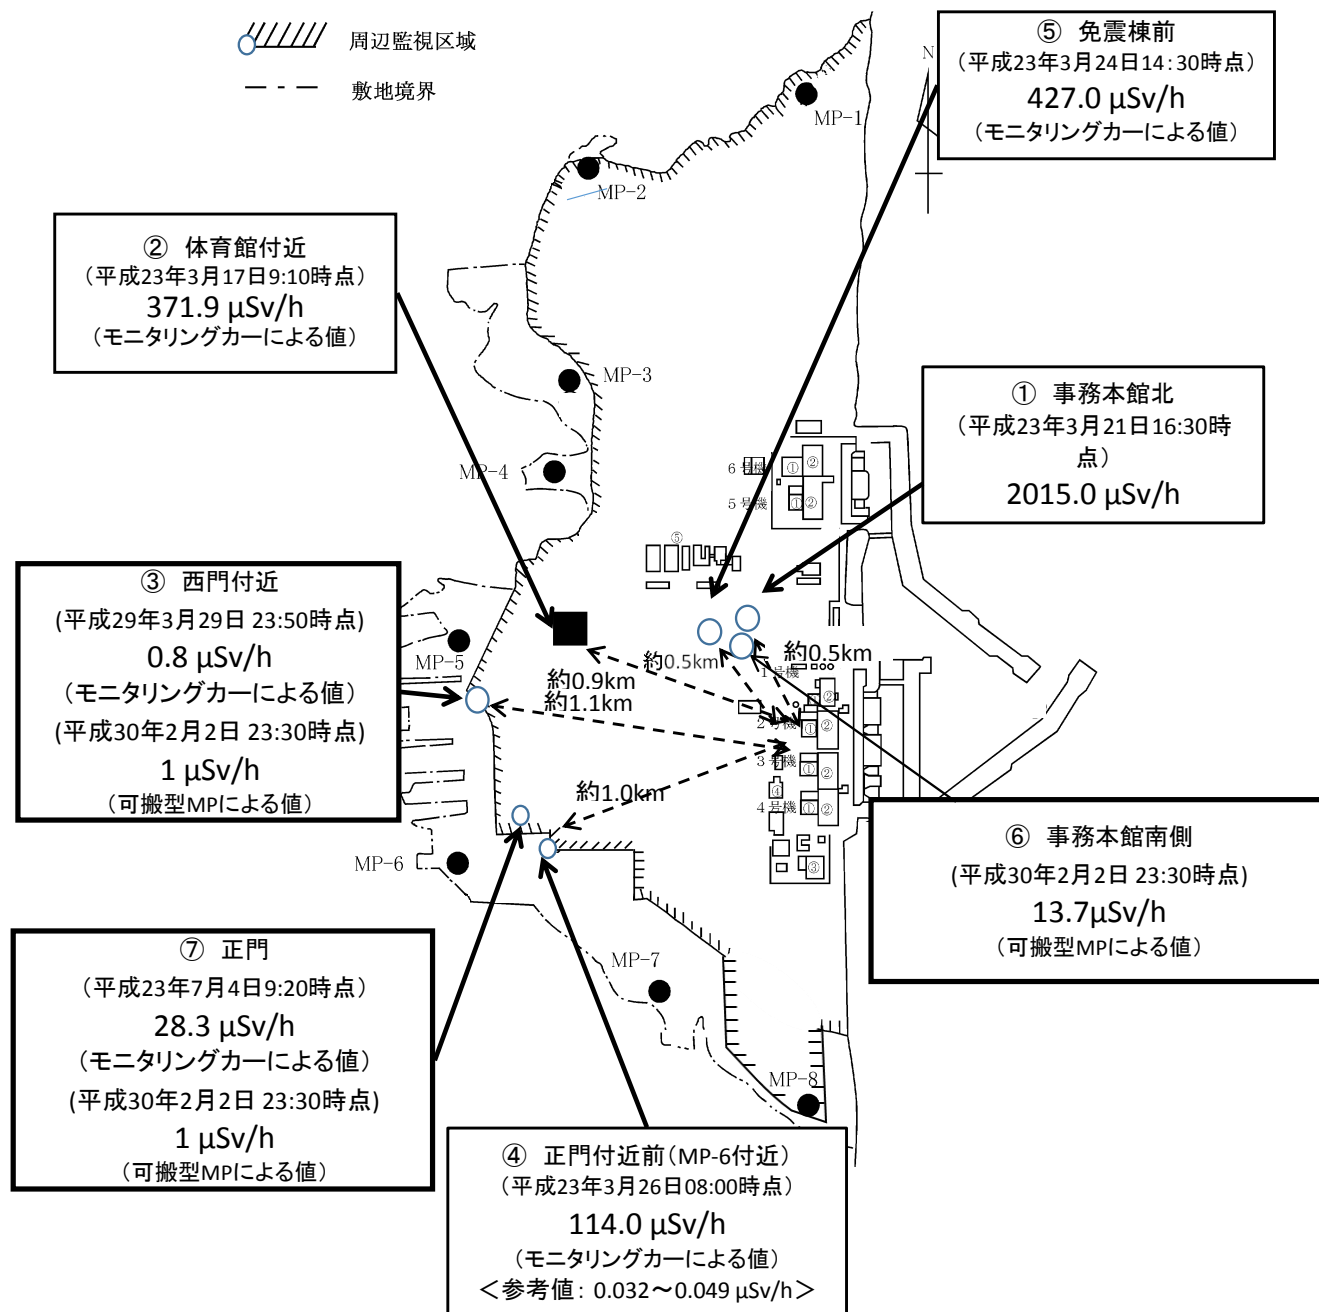 周辺監視区域
敷地境界
⑤ 免震棟前
(平成23年3月24日14:30時点)
427.0 μSv/h
(モニタリングカーによる値)
N
MP-1
MP-2
② 体育館付近
(平成23年3月17日9:10時点)
371.9 μSv/h
(モニタリングカーによる値)
MP-3
① 事務本館北
(平成23年3月21日16:30時
点)
2015.0 μSv/h
MP-4
6号機
①
②
5号機
①
②
⑤
③ 西門付近
(平成29年3月29日 23:50時点)
0.8 μSv/h
(モニタリングカーによる値)
(平成30年2月2日 23:30時点)
1 μSv/h
(可搬型MPによる値)
MP-5
約0.9km
約1.1km
約0.5km
約0.5km
1号機
②
2号機
①
②
3号機
①
②
約1.0km
④
4号機
①
②
③
MP-6
⑥ 事務本館南側
(平成30年2月2日 23:30時点)
13.7μSv/h
(可搬型MPによる値)
⑦ 正門
(平成23年7月4日9:20時点)
28.3 μSv/h
(モニタリングカーによる値)
(平成30年2月2日 23:30時点)
1 μSv/h
(可搬型MPによる値)
MP-7
MP-8
④ 正門付近前(MP-6付近)
(平成23年3月26日08:00時点)
114.0 μSv/h
(モニタリングカーによる値)
<参考値: 0.032～0.049 μSv/h>